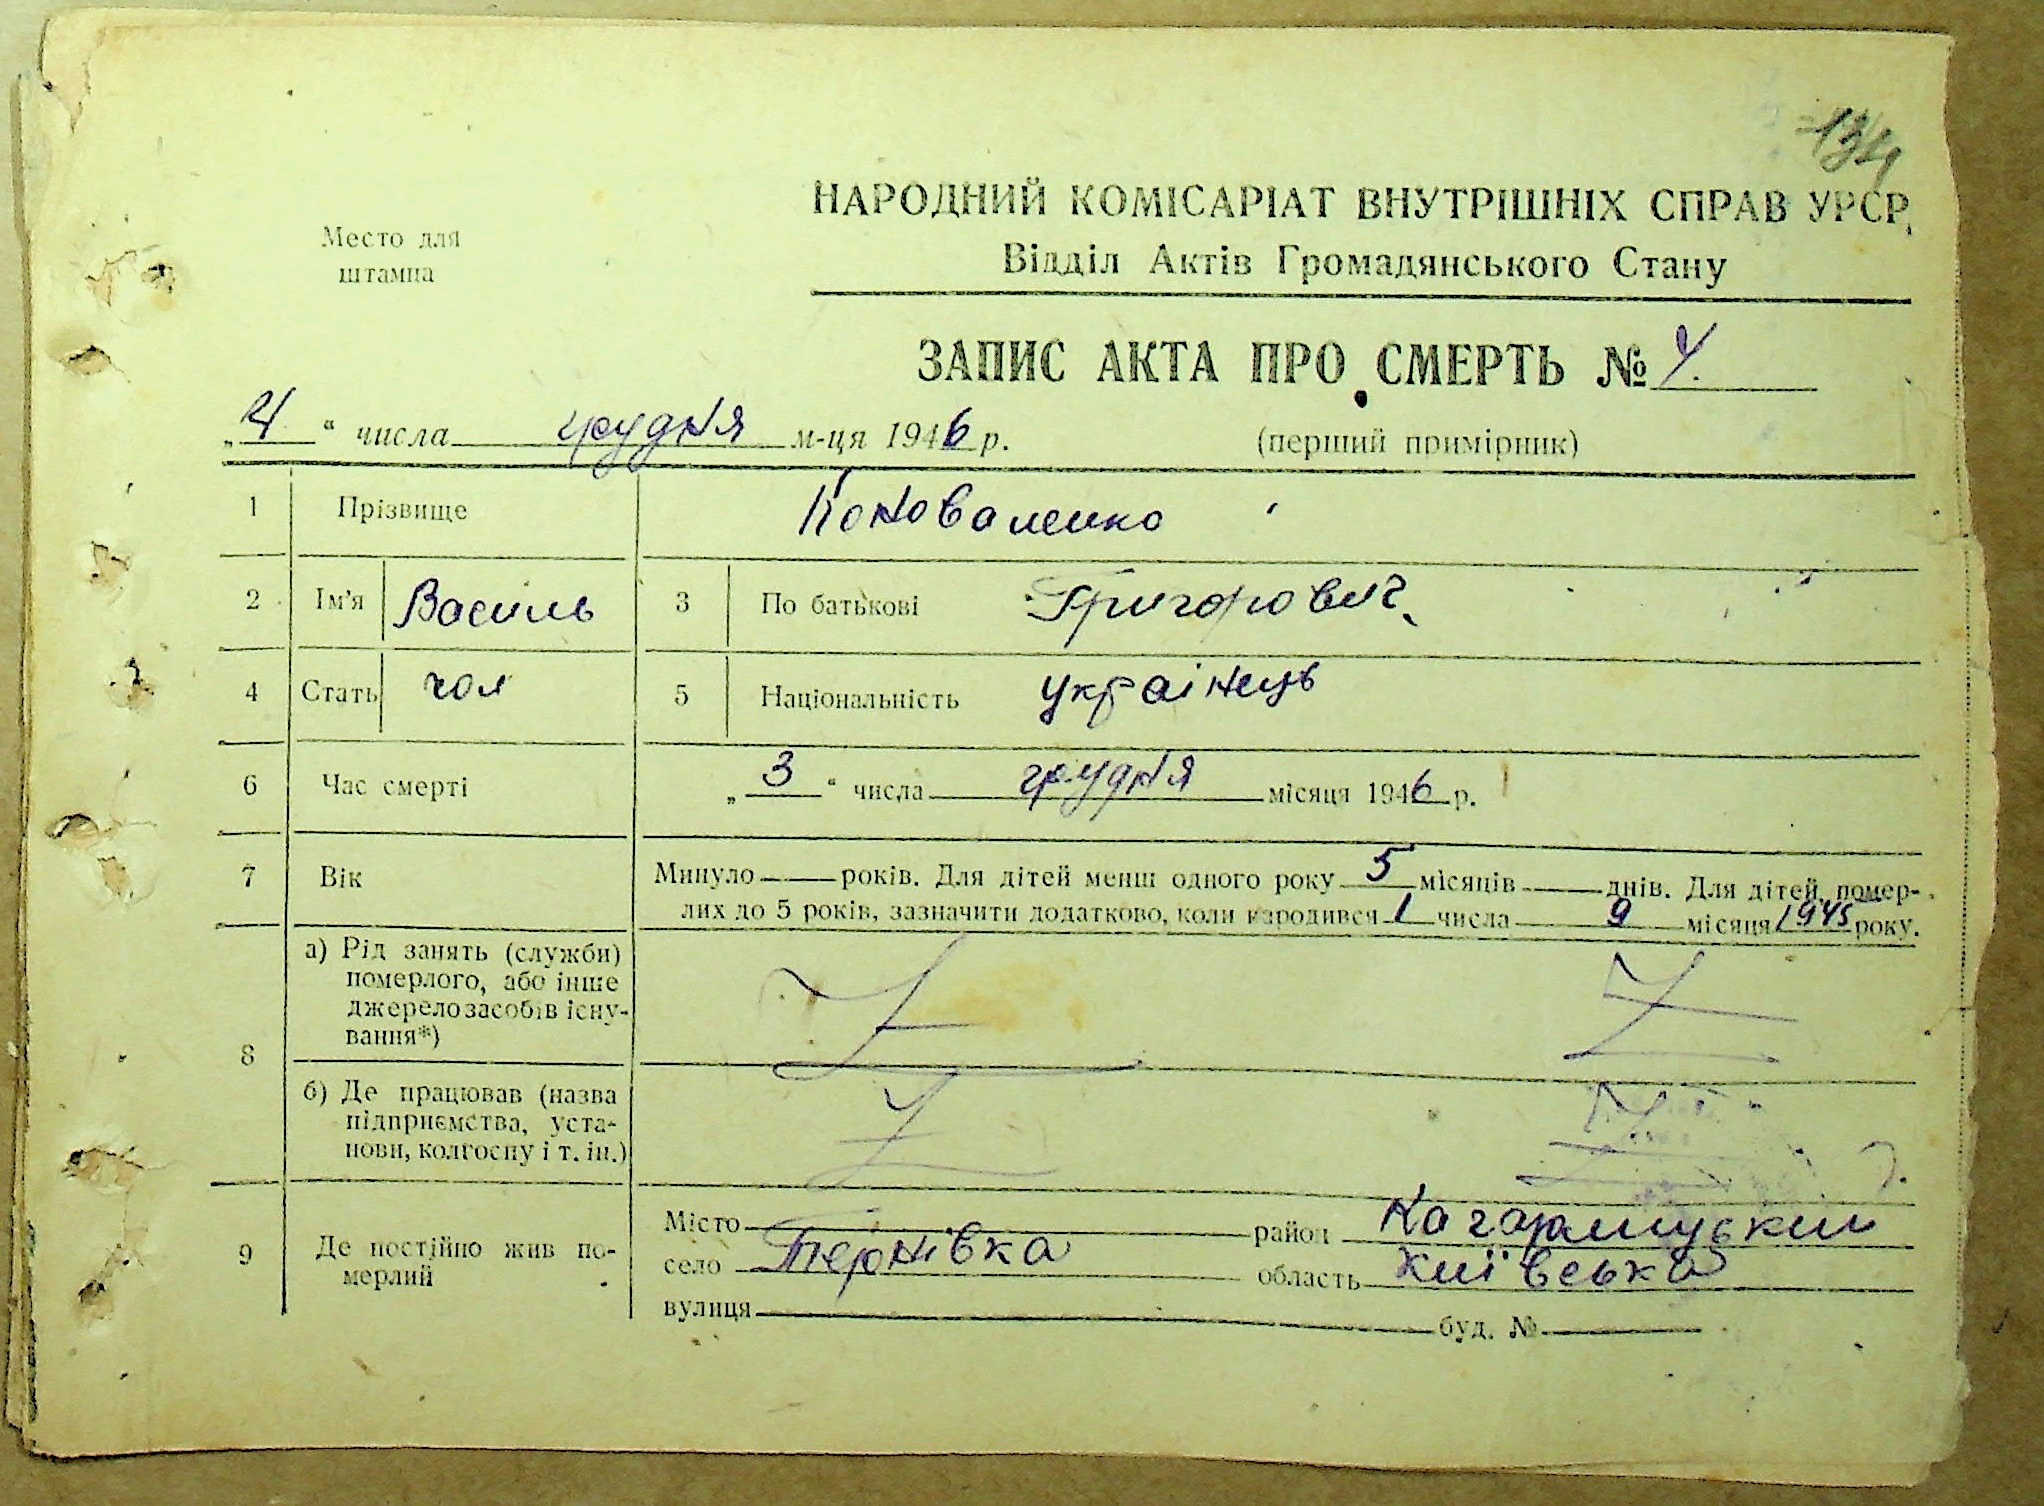 134
НАРОДНИЙ КОМІСАРІАТ ВНУТРІШНІХ СПРАВ УРСР
Место для
штампа
Відділ Актів Громадянського Стану
ЗАПИС АКТА ПРО СМЕРТЬ № 4.
„4“ числа грудня м-ця 1946 р. (перший примірник)
1 Прізвище Коноваленко
2 Ім'я Василь 3 По батькові Григорович
4 Стать чол 5 Національність українець
6 Час смерті „3“ числа грудня місяця 1946 р.
7 Вік Минуло — років. Для дітей менш одного року 5 місяців — днів. Для дітей, помер-
лих до 5 років, зазначити додатково, коли народився 1 числа 9 місяця 1945 року.
8 а) Рід занять (служби)
померлого, або інше
джерело засобів існу-
вання*)
б) Де працював (назва
підприємства, уста-
нови, колгоспу і т. ін.)
9 Де постійно жив по-
мерлий
Місто — район Кагарлицький
село Тернівка область Київська
вулиця — буд. № —